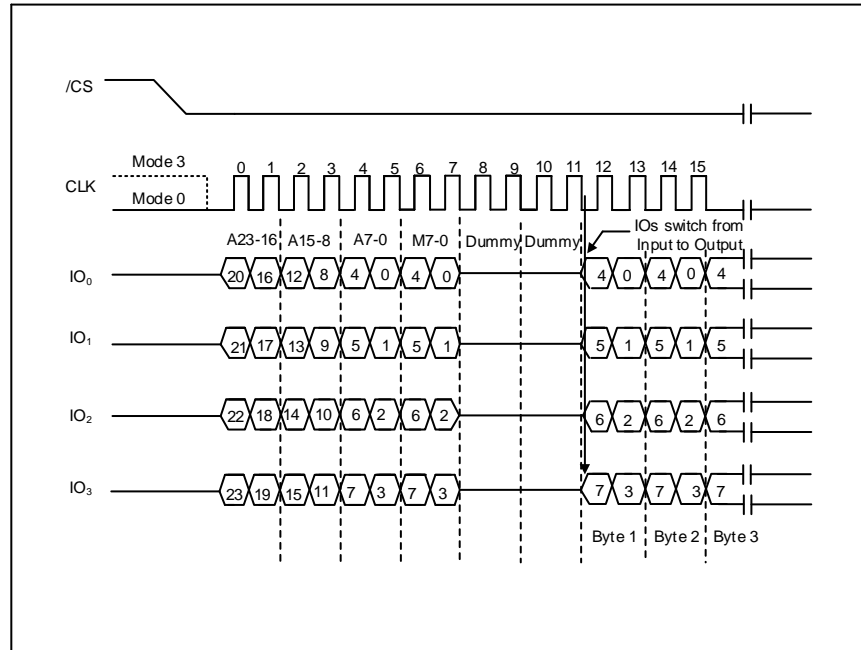 /CS
Mode 3
0 1 2 3 4 5 6 7 8 9 10 11 12 13 14 15
CLK
Mode 0
IOs switch from
Input to Output
A23-16 A15-8 A7-0 M7-0 Dummy Dummy
IO₀ 20 16 12 8 4 0 4 0 4 0 4 0 4
IO₁ 21 17 13 9 5 1 5 1 5 1 5 1 5
IO₂ 22 18 14 10 6 2 6 2 6 2 6 2 6
IO₃ 23 19 15 11 7 3 7 3 7 3 7 3 7
Byte 1 Byte 2 Byte 3